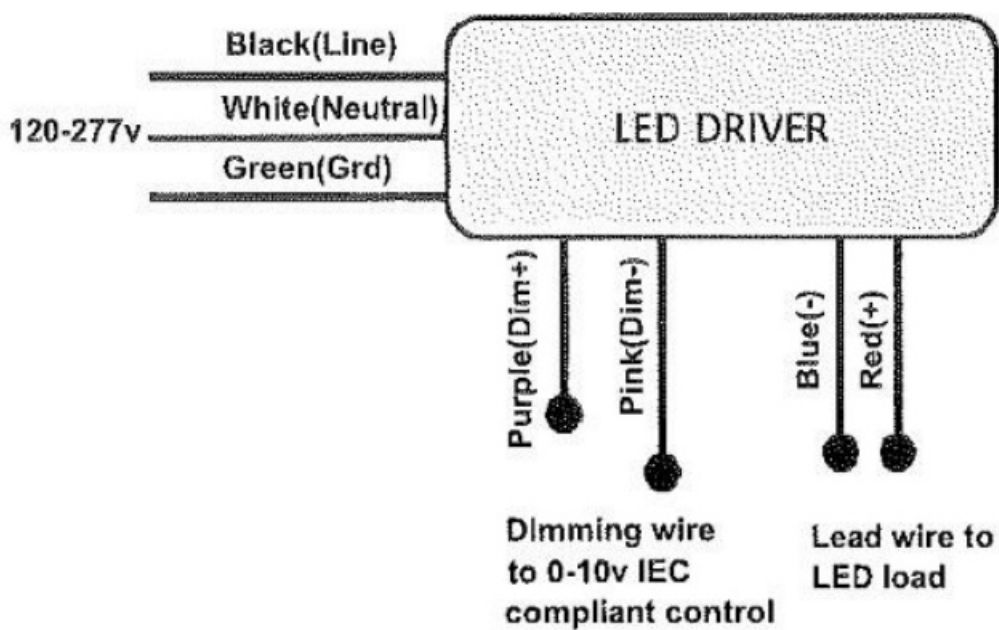 Black(Line)
White(Neutral)
120-277v
Green(Grd)
LED DRIVER
Purple(Dim+)
Pink(Dim-)
Blue(-)
Red(+)
DImming wire
to 0-10v IEC
compliant control
Lead wire to
LED load